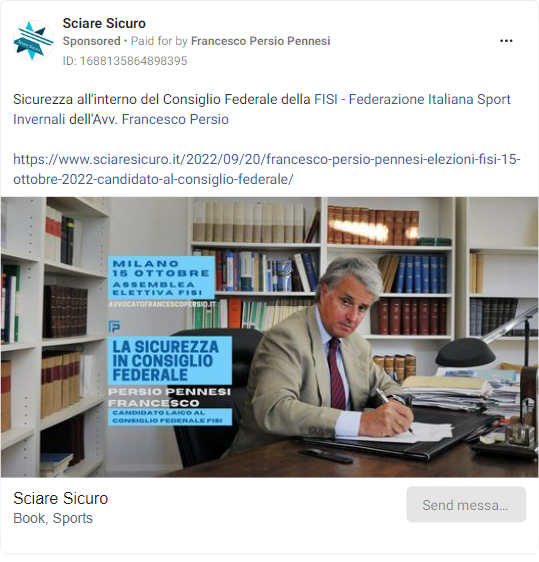 Sciare Sicuro
Sponsored • Paid for by Francesco Persio Pennesi
ID: 1688135864898395
Sicurezza all'interno del Consiglio Federale della FISI - Federazione Italiana Sport
Invernali dell'Avv. Francesco Persio
https://www.sciaresicuro.it/2022/09/20/francesco-persio-pennesi-elezioni-fisi-15-
ottobre-2022-candidato-al-consiglio-federale/
MILANO
15 OTTOBRE
ASSEMBLEA
ELETTIVA FISI
AVVOCATOFRANCESCOPERSIO.IT
LA SICUREZZA
IN CONSIGLIO
FEDERALE
PERSIO PENNESI
FRANCESCO
CANDIDATO LAICO AL
CONSIGLIO FEDERALE FISI
Sciare Sicuro
Book, Sports
Send messa...